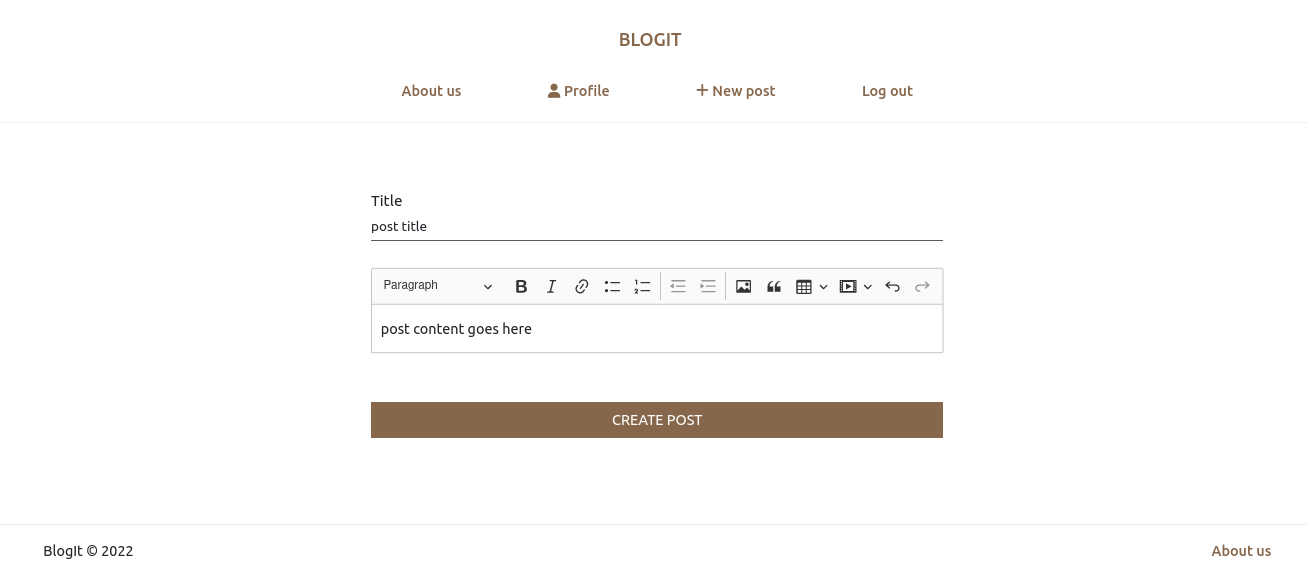 BLOGIT
About us Profile New post Log out
Title
post title
Paragraph
post content goes here
CREATE POST
BlogIt © 2022 About us